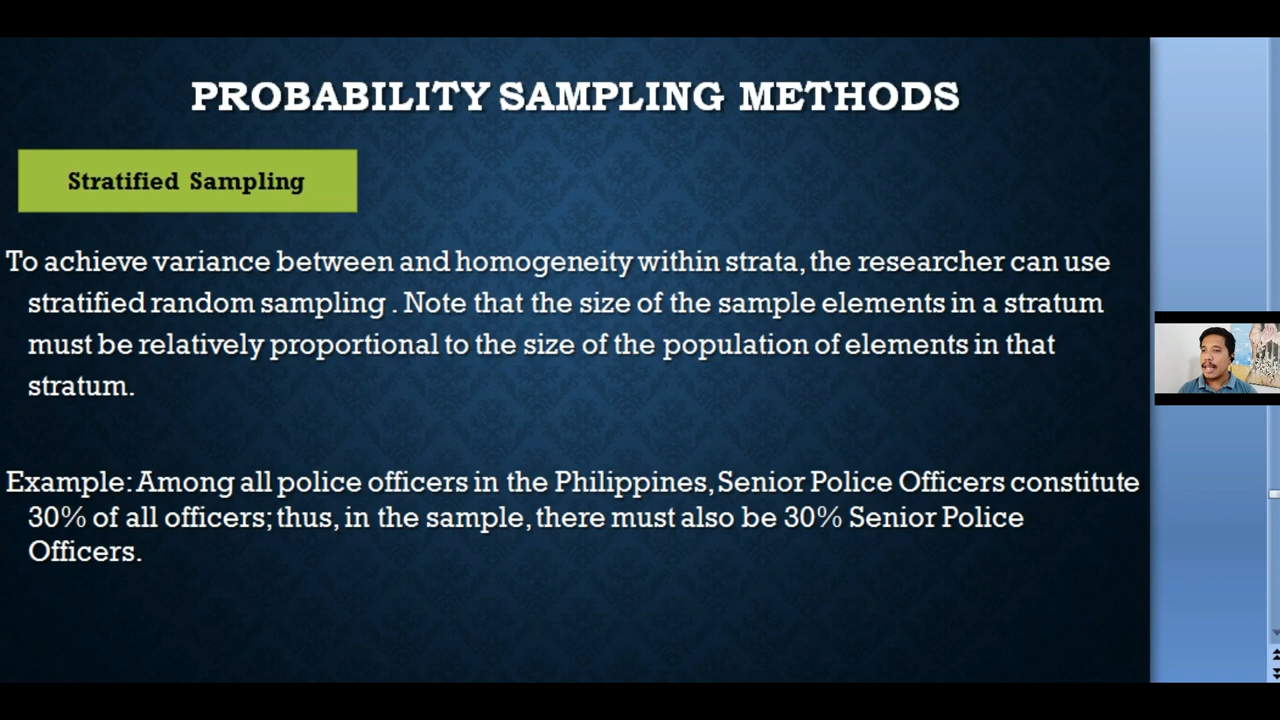 PROBABILITY SAMPLING METHODS
Stratified Sampling
To achieve variance between and homogeneity within strata, the researcher can use
stratified random sampling . Note that the size of the sample elements in a stratum
must be relatively proportional to the size of the population of elements in that
stratum.
Example: Among all police officers in the Philippines, Senior Police Officers constitute
30% of all officers; thus, in the sample, there must also be 30% Senior Police
Officers.